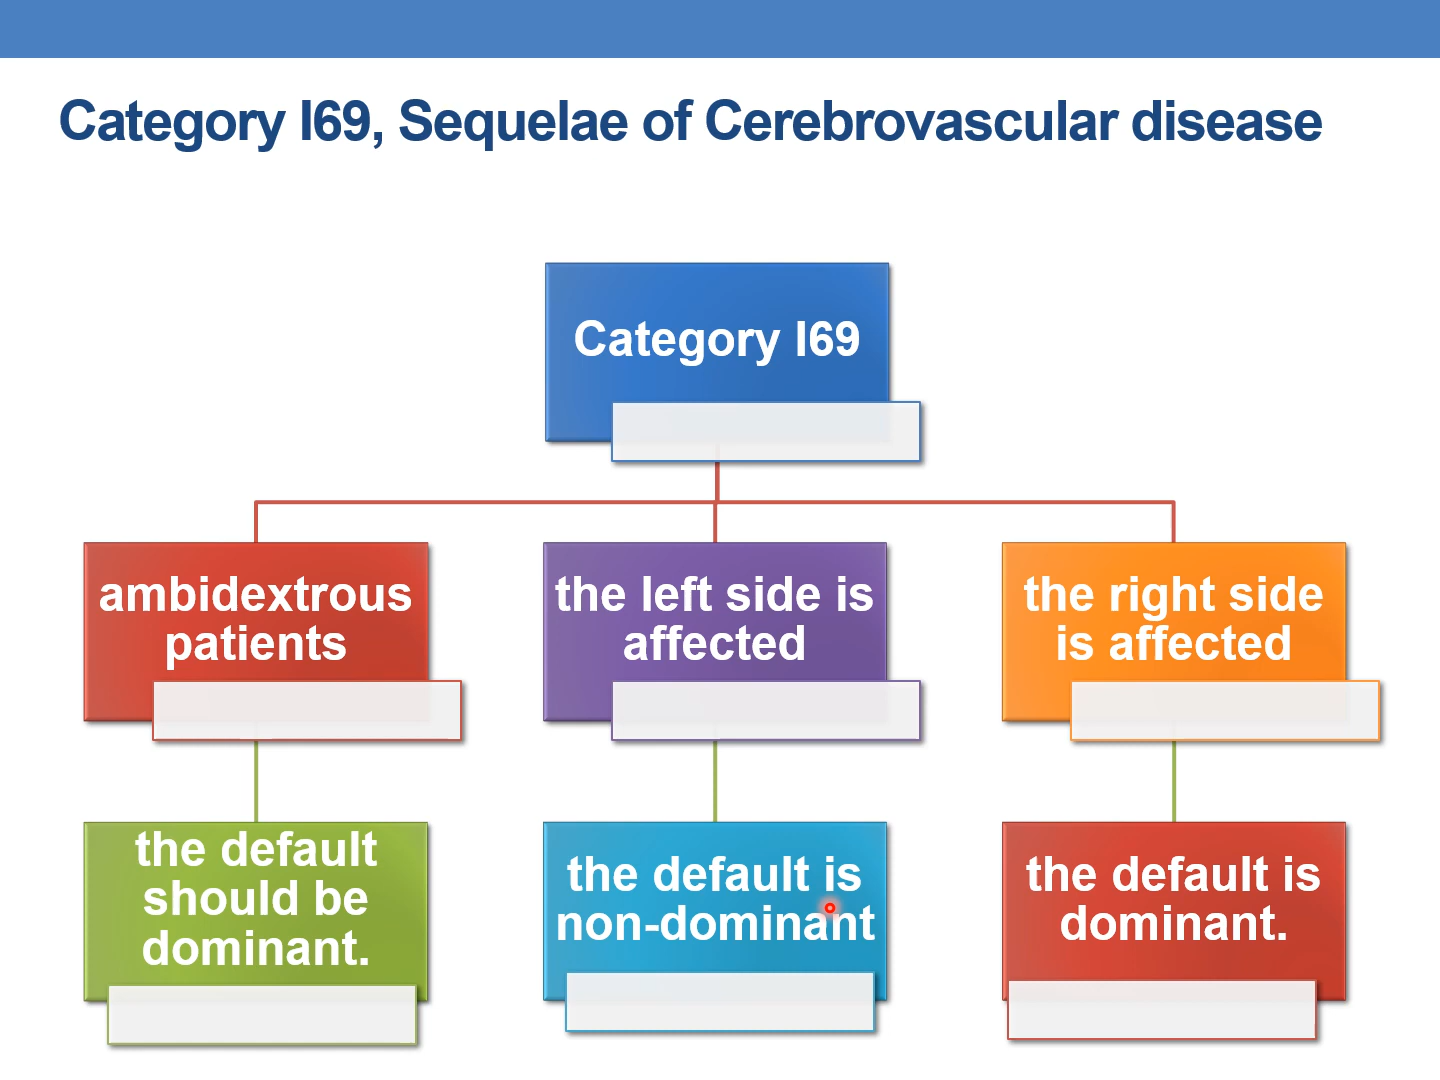 Category I69, Sequelae of Cerebrovascular disease
Category I69
ambidextrous
patients
the left side is
affected
the right side
is affected
the default
should be
dominant.
the default is
non-dominant
the default is
dominant.